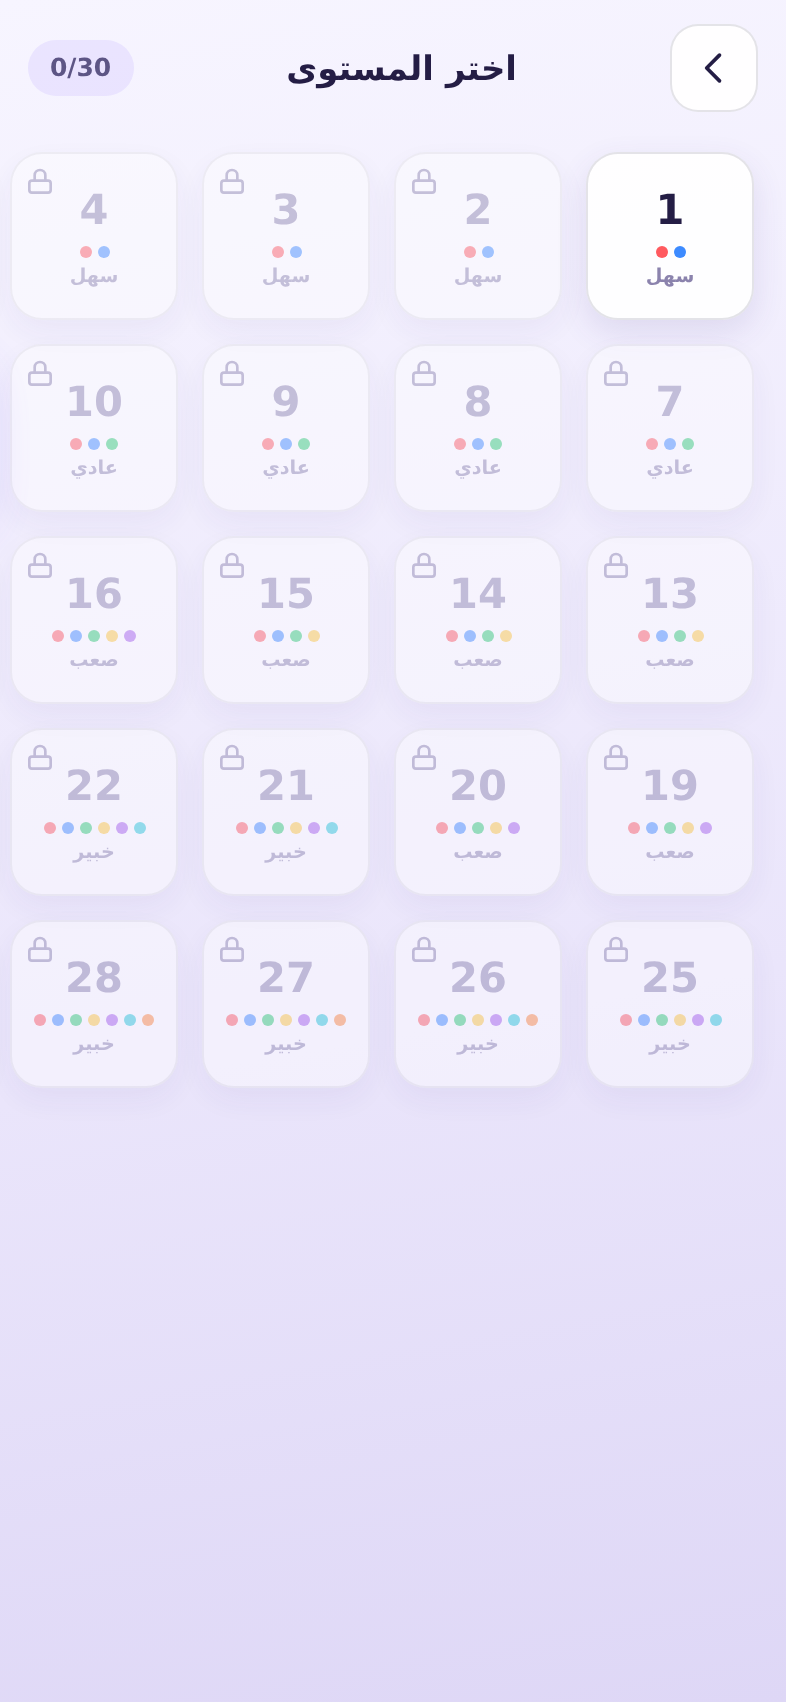 اختر المستوى
0/30
1
سهل
2
سهل
3
سهل
4
سهل
7
عادي
8
عادي
9
عادي
10
عادي
13
صعب
14
صعب
15
صعب
16
صعب
19
صعب
20
صعب
21
خبير
22
خبير
25
خبير
26
خبير
27
خبير
28
خبير